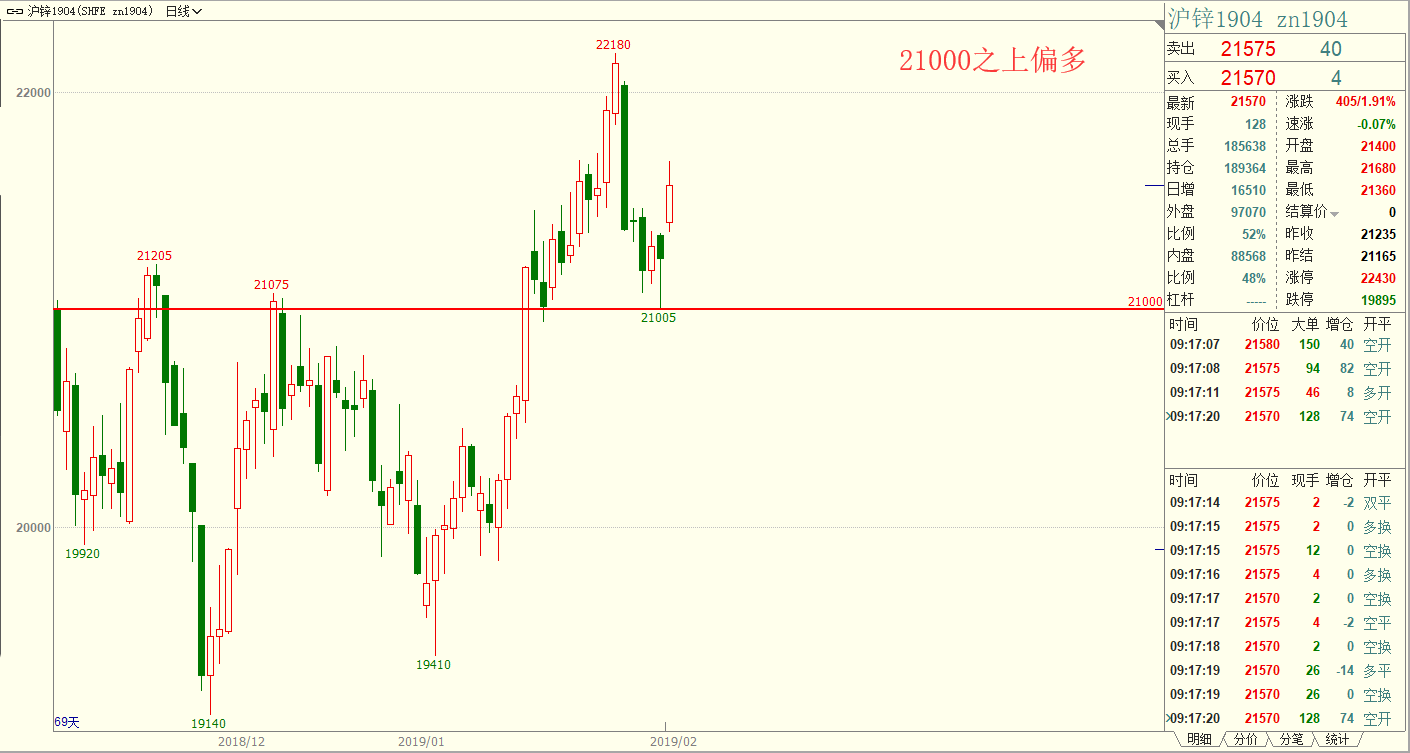 沪锌1904(SHFE zn1904) 日线
22180
21000之上偏多
22000
21205
21075
21000
21005
20000
19920
19410
19140
69天
2018/12 2019/01 2019/02
沪锌1904 zn1904
卖出 21575 40
买入 21570 4
最新 21570 涨跌 405/1.91%
现手 128 速涨 -0.07%
总手 185638 开盘 21400
持仓 189364 最高 21680
日增 16510 最低 21360
外盘 97070 结算价 0
比例 52% 昨收 21235
内盘 88568 昨结 21165
比例 48% 涨停 22430
杠杆 ----- 跌停 19895
时间 价位 大单 增仓 开平
09:17:07 21580 150 40 空开
09:17:08 21575 94 82 空开
09:17:11 21575 46 8 多开
09:17:20 21570 128 74 空开
时间 价位 现手 增仓 开平
09:17:14 21575 2 -2 双平
09:17:15 21575 2 0 多换
09:17:15 21575 12 0 空换
09:17:16 21575 4 0 多换
09:17:17 21570 2 0 空换
09:17:17 21575 4 -2 空平
09:17:18 21570 2 0 空换
09:17:19 21570 26 -14 多平
09:17:19 21570 26 0 空换
09:17:20 21570 128 74 空开
明细 分价 分笔 统计